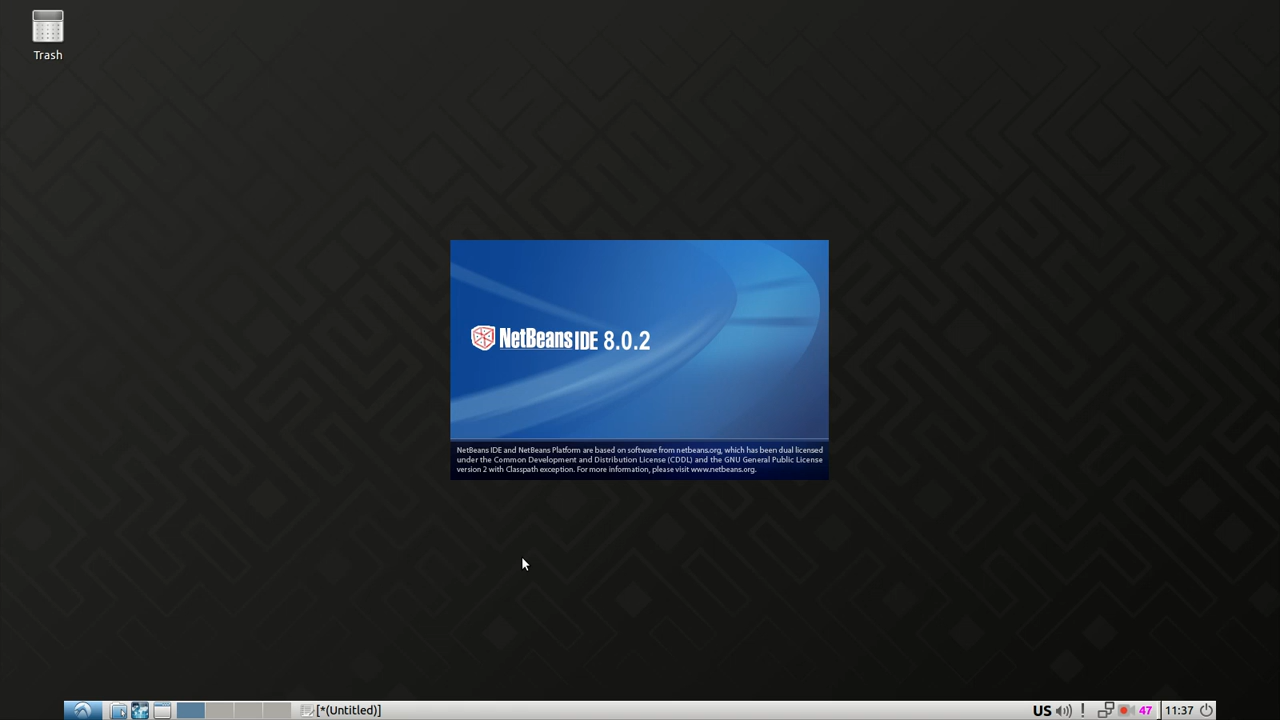 Trash
NetBeans IDE 8.0.2
NetBeans IDE and NetBeans Platform are based on software from netbeans.org, which has been dual licensed
under the Common Development and Distribution License (CDDL) and the GNU General Public License
version 2 with Classpath exception. For more information, please visit www.netbeans.org.
[*(Untitled)]
US
47
11:37